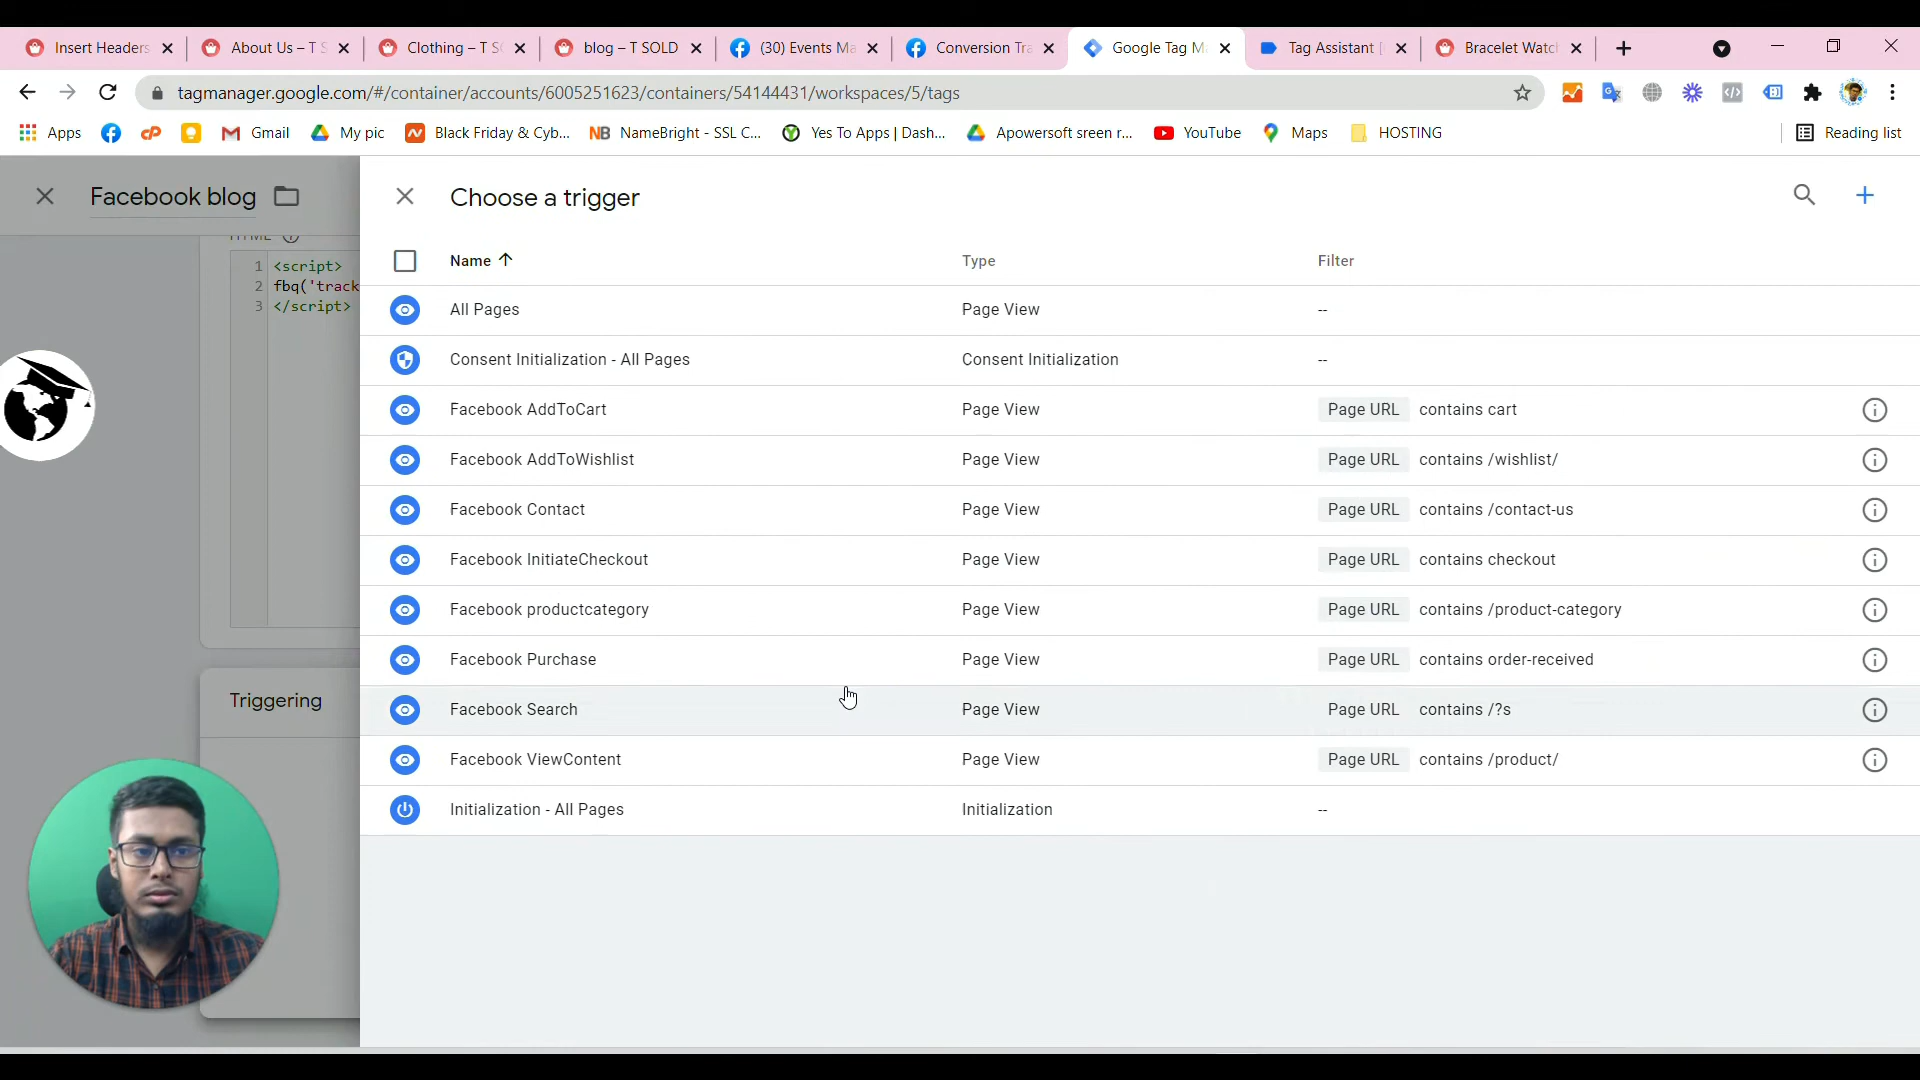 Insert Headers
About Us – T S
Clothing – T S
blog – T SOLD
(30) Events Ma
Conversion Tra
Google Tag M
Tag Assistant [
Bracelet Watc
tagmanager.google.com/#/container/accounts/6005251623/containers/54144431/workspaces/5/tags
Apps
Gmail
My pic
Black Friday & Cyb...
NB NameBright - SSL C...
Yes To Apps | Dash...
Apowersoft sreen r...
YouTube
Maps
HOSTING
Reading list
Facebook blog
Choose a trigger
HTML
1 <script>
2 fbq('track
3 </script>
Triggering
Name Type Filter
All Pages Page View --
Consent Initialization - All Pages Consent Initialization --
Facebook AddToCart Page View Page URL contains cart
Facebook AddToWishlist Page View Page URL contains /wishlist/
Facebook Contact Page View Page URL contains /contact-us
Facebook InitiateCheckout Page View Page URL contains checkout
Facebook productcategory Page View Page URL contains /product-category
Facebook Purchase Page View Page URL contains order-received
Facebook Search Page View Page URL contains /?s
Facebook ViewContent Page View Page URL contains /product/
Initialization - All Pages Initialization --